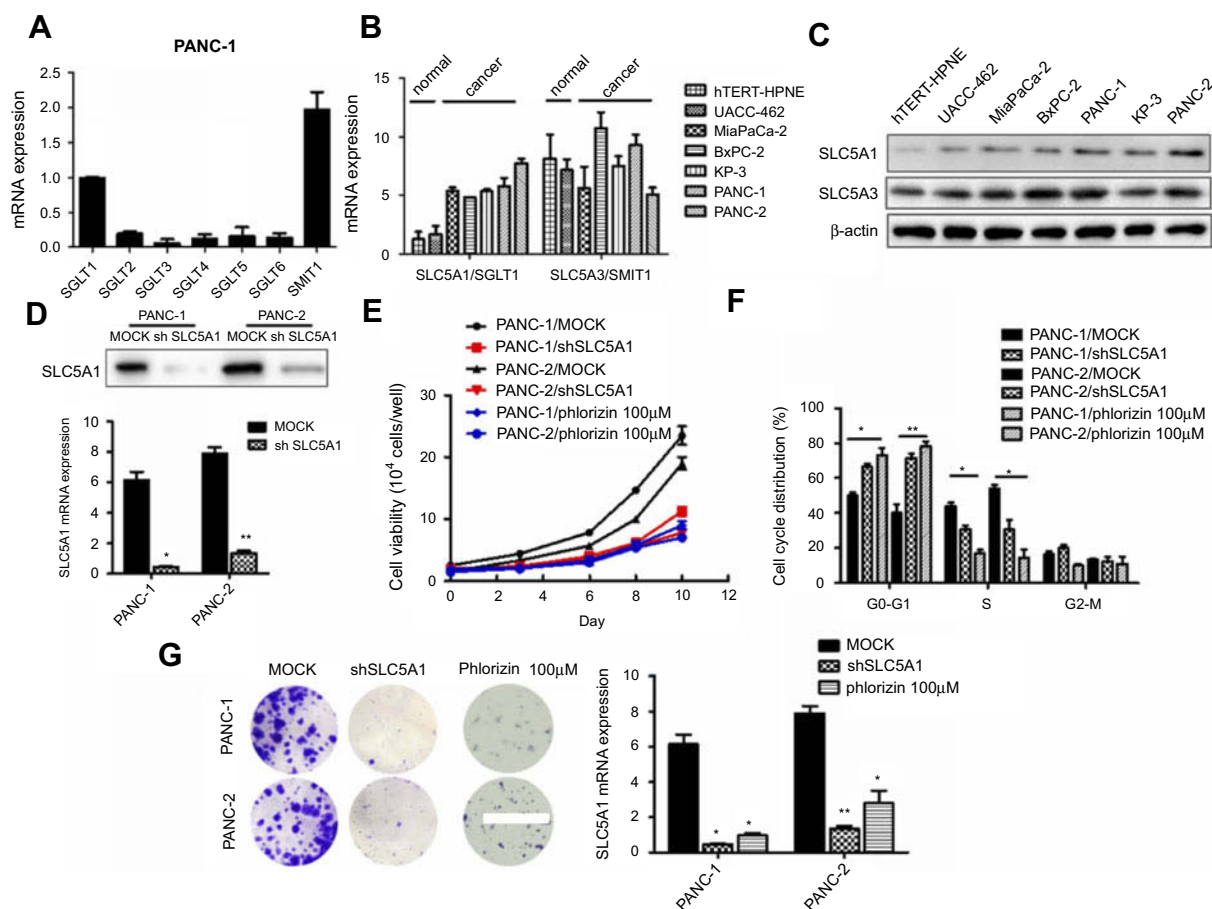 A
PANC-1
mRNA expression
2.5
2.0
1.5
1.0
0.5
0.0
SGLT1
SGLT2
SGLT3
SGLT4
SGLT5
SGLT6
SMIT1
B
normal
cancer
normal
cancer
mRNA expression
15
10
5
0
SLC5A1/SGLT1
SLC5A3/SMIT1
hTERT-HPNE
UACC-462
MiaPaCa-2
BxPC-2
KP-3
PANC-1
PANC-2
C
hTERT-HPNE
UACC-462
MiaPaCa-2
BxPC-2
PANC-1
KP-3
PANC-2
SLC5A1
SLC5A3
β-actin
D
PANC-1 PANC-2
MOCK sh SLC5A1 MOCK sh SLC5A1
SLC5A1
SLC5A1 mRNA expression
10
8
6
4
2
0
MOCK
sh SLC5A1
*
**
PANC-1
PANC-2
E
PANC-1/MOCK
PANC-1/shSLC5A1
PANC-2/MOCK
PANC-2/shSLC5A1
PANC-1/phlorizin 100μM
PANC-2/phlorizin 100μM
Cell viability (10⁴ cells/well)
30
20
10
0
0 2 4 6 8 10 12
Day
F
PANC-1/MOCK
PANC-1/shSLC5A1
PANC-2/MOCK
PANC-2/shSLC5A1
PANC-1/phlorizin 100μM
PANC-2/phlorizin 100μM
Cell cycle distribution (%)
80
60
40
20
0
*
**
*
*
G0-G1
S
G2-M
G
MOCK shSLC5A1 Phlorizin 100μM
PANC-1
PANC-2
MOCK
shSLC5A1
phlorizin 100μM
SLC5A1 mRNA expression
10
8
6
4
2
0
*
*
**
*
PANC-1
PANC-2